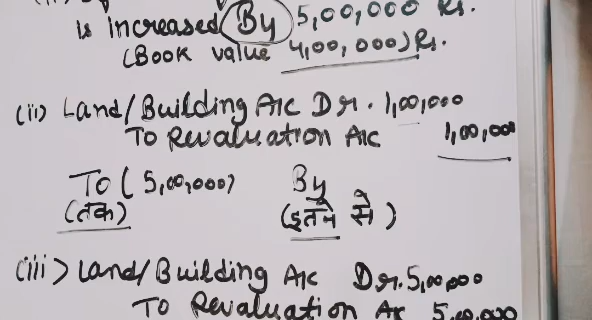 is increased By 5,00,000 Rs.
(Book value 4,00,000) Rs.
(ii) Land/Building A/c Dr. 1,00,000
To Revaluation A/c 1,00,000
To (5,00,000) By
(तक) (इतने से)
(iii) Land/Building A/c Dr. 5,00,000
To Revaluation A/c 5,00,000